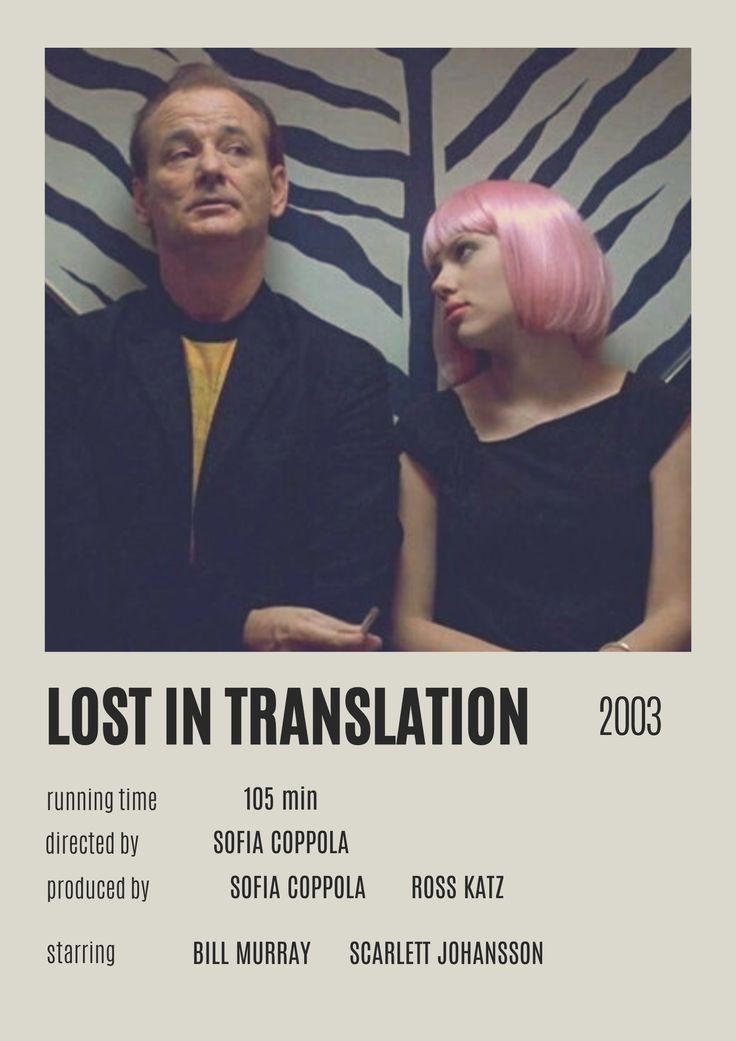 LOST IN TRANSLATION 2003
running time 105 min
directed by SOFIA COPPOLA
produced by SOFIA COPPOLA ROSS KATZ
starring BILL MURRAY SCARLETT JOHANSSON